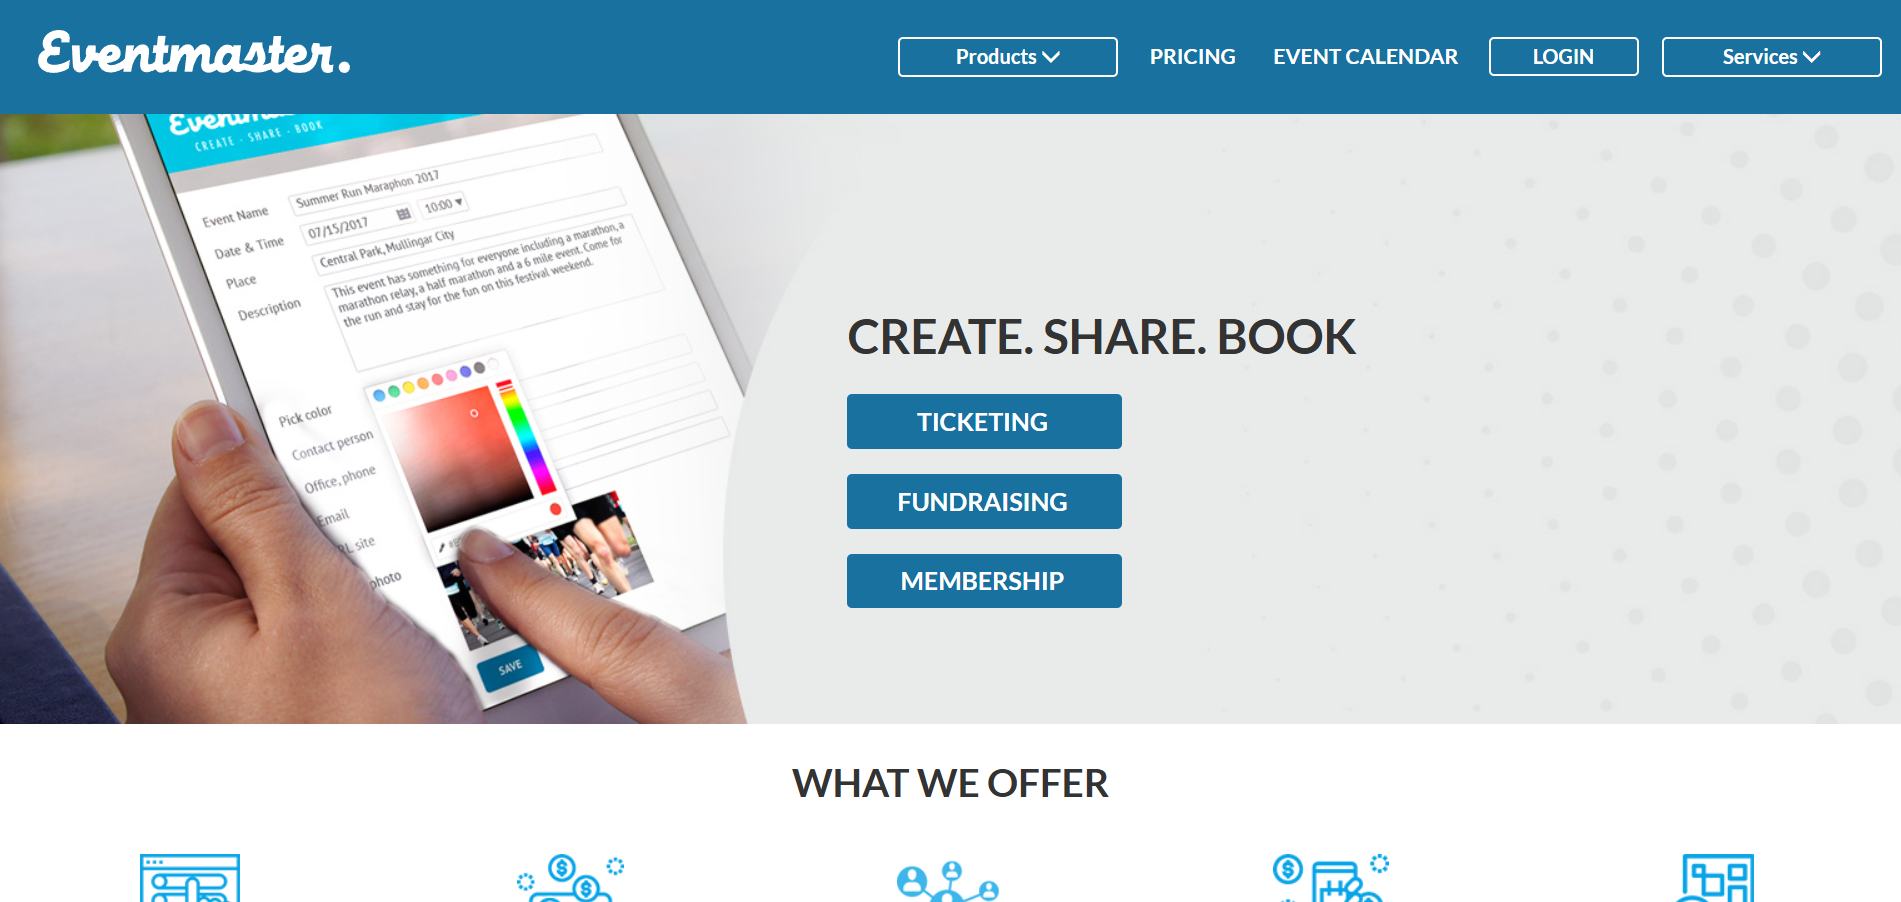 Eventmaster.
Products
PRICING
EVENT CALENDAR
LOGIN
Services
CREATE · SHARE · BOOK
Event Name
Summer Run Maraphon 2017
Date & Time
07/15/2017
10:00
Place
Central Park, Mullingar City
Description
This event has something for everyone including a marathon, a
marathon relay, a half marathon and a 6 mile event. Come for
the run and stay for the fun on this festival weekend.
Pick color
Contact person
Office, phone
Email
site
photo
SAVE
CREATE. SHARE. BOOK
TICKETING
FUNDRAISING
MEMBERSHIP
WHAT WE OFFER